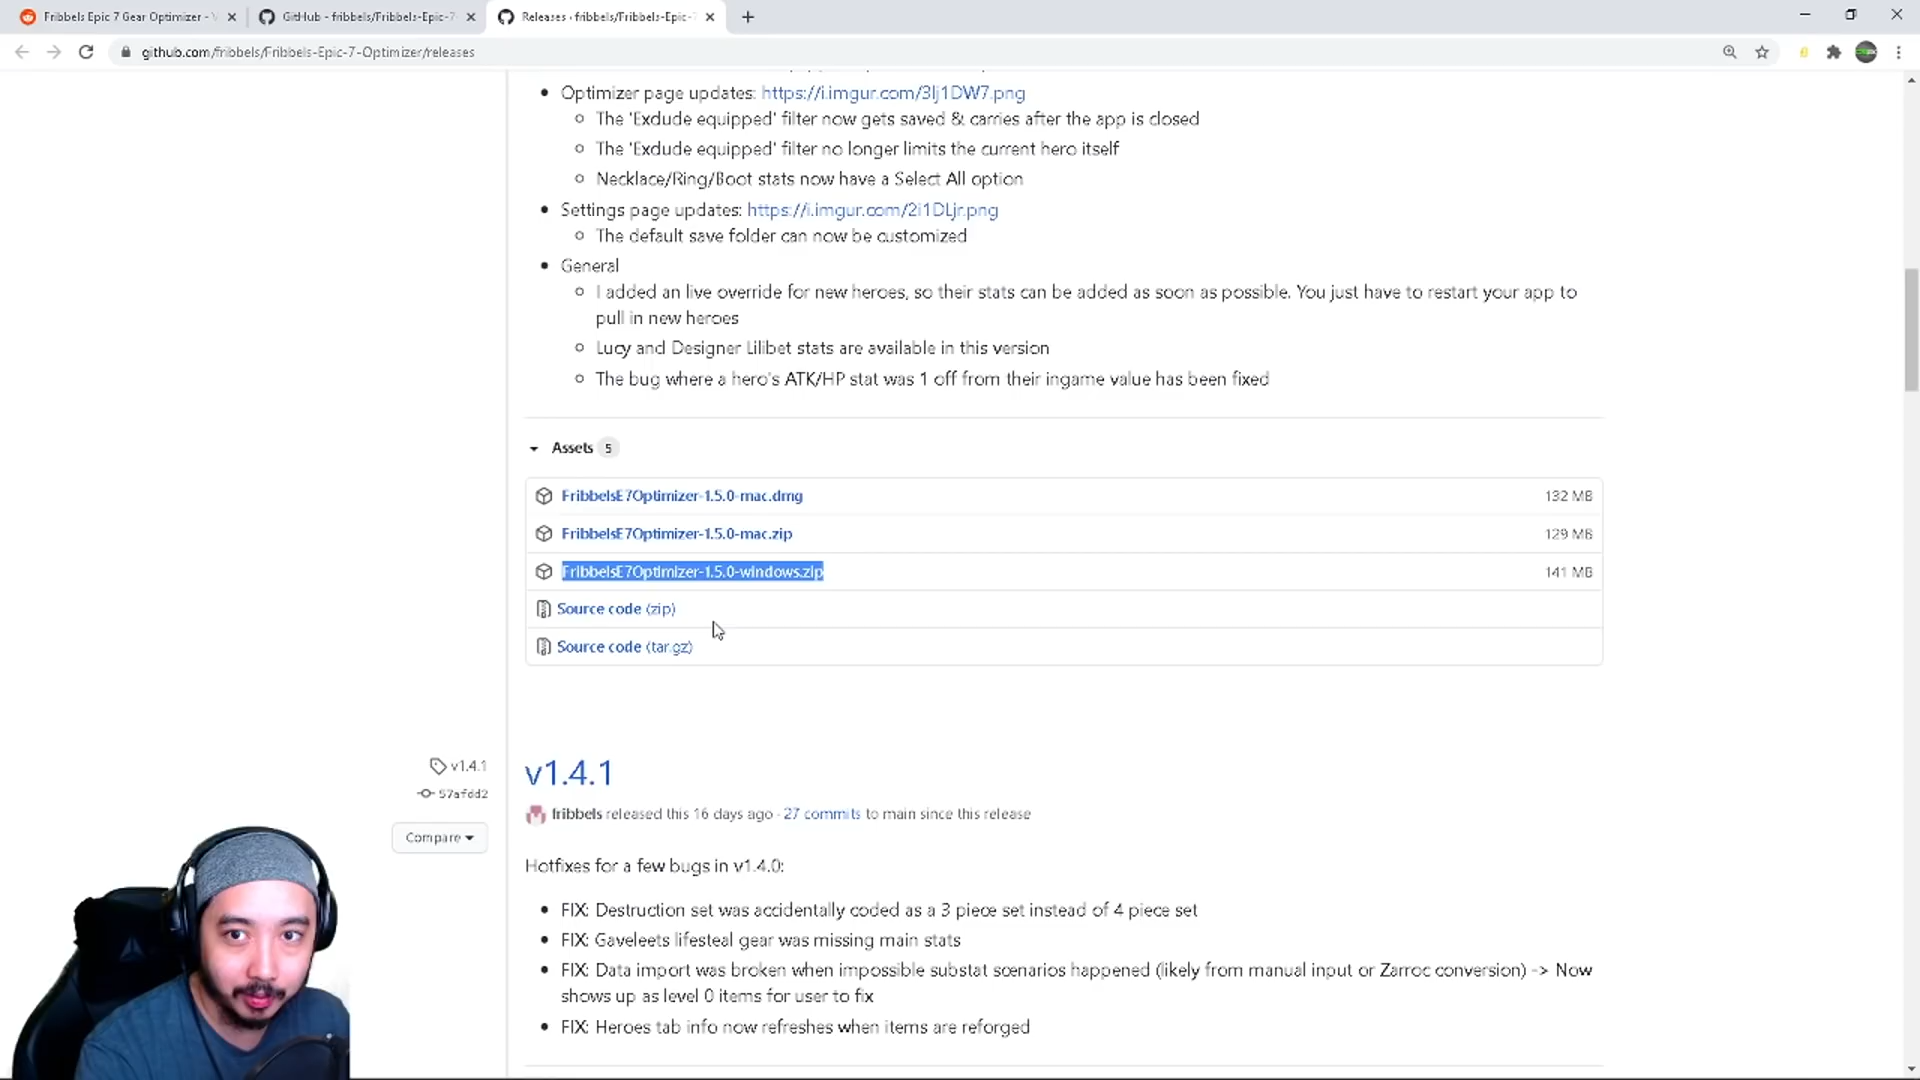 Fribbels Epic 7 Gear Optimizer - V
GitHub - fribbels/Fribbels-Epic-7-
Releases · fribbels/Fribbels-Epic-7-
github.com/fribbels/Fribbels-Epic-7-Optimizer/releases
Optimizer page updates: https://i.imgur.com/3lj1DW7.png
The 'Exclude equipped' filter now gets saved & carries after the app is closed
The 'Exclude equipped' filter no longer limits the current hero itself
Necklace/Ring/Boot stats now have a Select All option
Settings page updates: https://i.imgur.com/2i1DLjr.png
The default save folder can now be customized
General
I added an live override for new heroes, so their stats can be added as soon as possible. You just have to restart your app to
pull in new heroes
Lucy and Designer Lilibet stats are available in this version
The bug where a hero's ATK/HP stat was 1 off from their ingame value has been fixed
Assets 5
FribbelsE7Optimizer-1.5.0-mac.dmg 132 MB
FribbelsE7Optimizer-1.5.0-mac.zip 129 MB
FribbelsE7Optimizer-1.5.0-windows.zip 141 MB
Source code (zip)
Source code (tar.gz)
v1.4.1
57afdd2
Compare
v1.4.1
fribbels released this 16 days ago · 27 commits to main since this release
Hotfixes for a few bugs in v1.4.0:
FIX: Destruction set was accidentally coded as a 3 piece set instead of 4 piece set
FIX: Gaveleets lifesteal gear was missing main stats
FIX: Data import was broken when impossible substat scenarios happened (likely from manual input or Zarroc conversion) -> Now
shows up as level 0 items for user to fix
FIX: Heroes tab info now refreshes when items are reforged